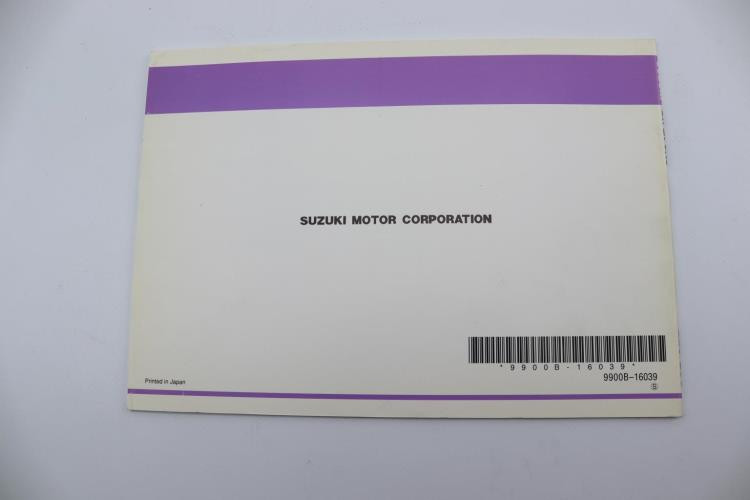 SUZUKI MOTOR CORPORATION
*9900B-16039*
Printed in Japan
9900B-16039
Ⓢ